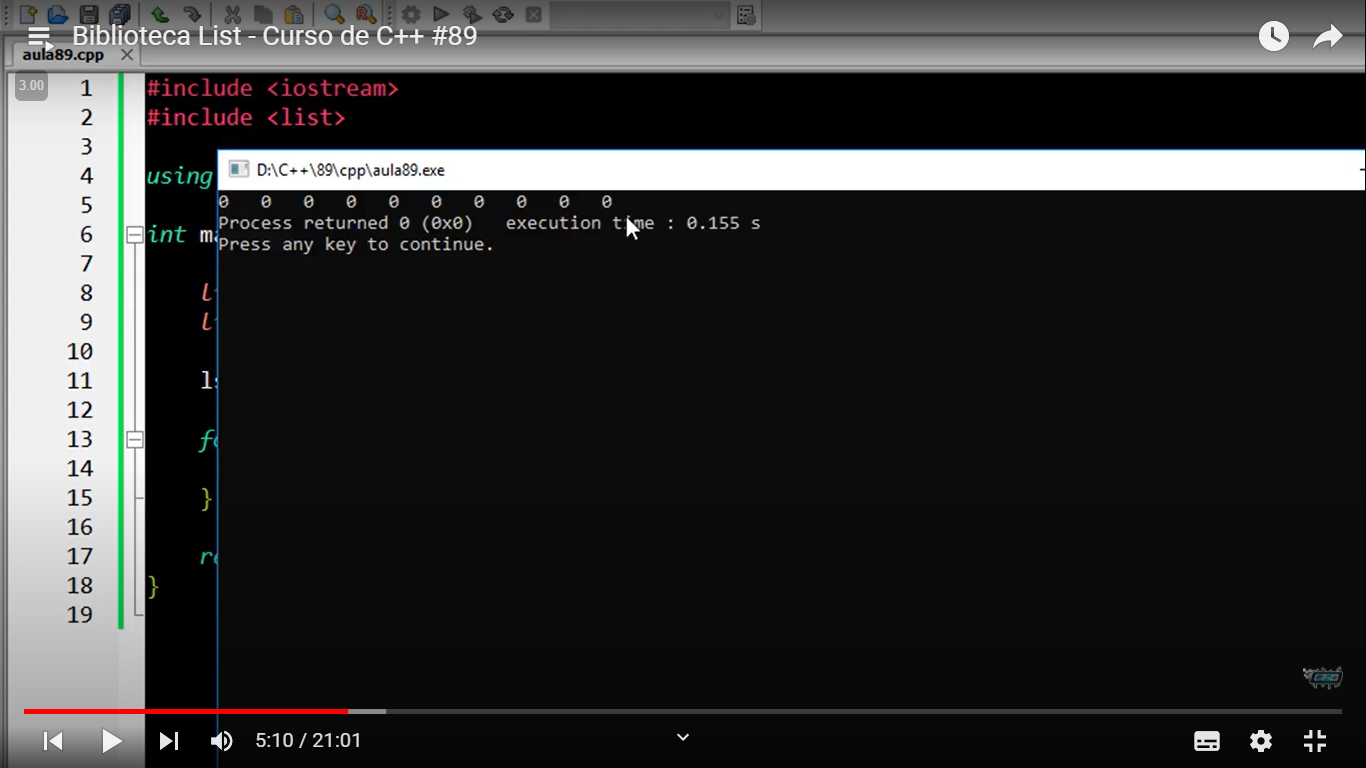 Biblioteca List - Curso de C++ #89
aula89.cpp
3.00
1 #include <iostream>
2 #include <list>
3
4 using
5
6 int ma
7
8 l
9 l
10
11 ls
12
13 fo
14
15 }
16
17 re
18 }
19
D:\C++\89\cpp\aula89.exe
0 0 0 0 0 0 0 0 0 0
Process returned 0 (0x0) execution time : 0.155 s
Press any key to continue.
5:10 / 21:01